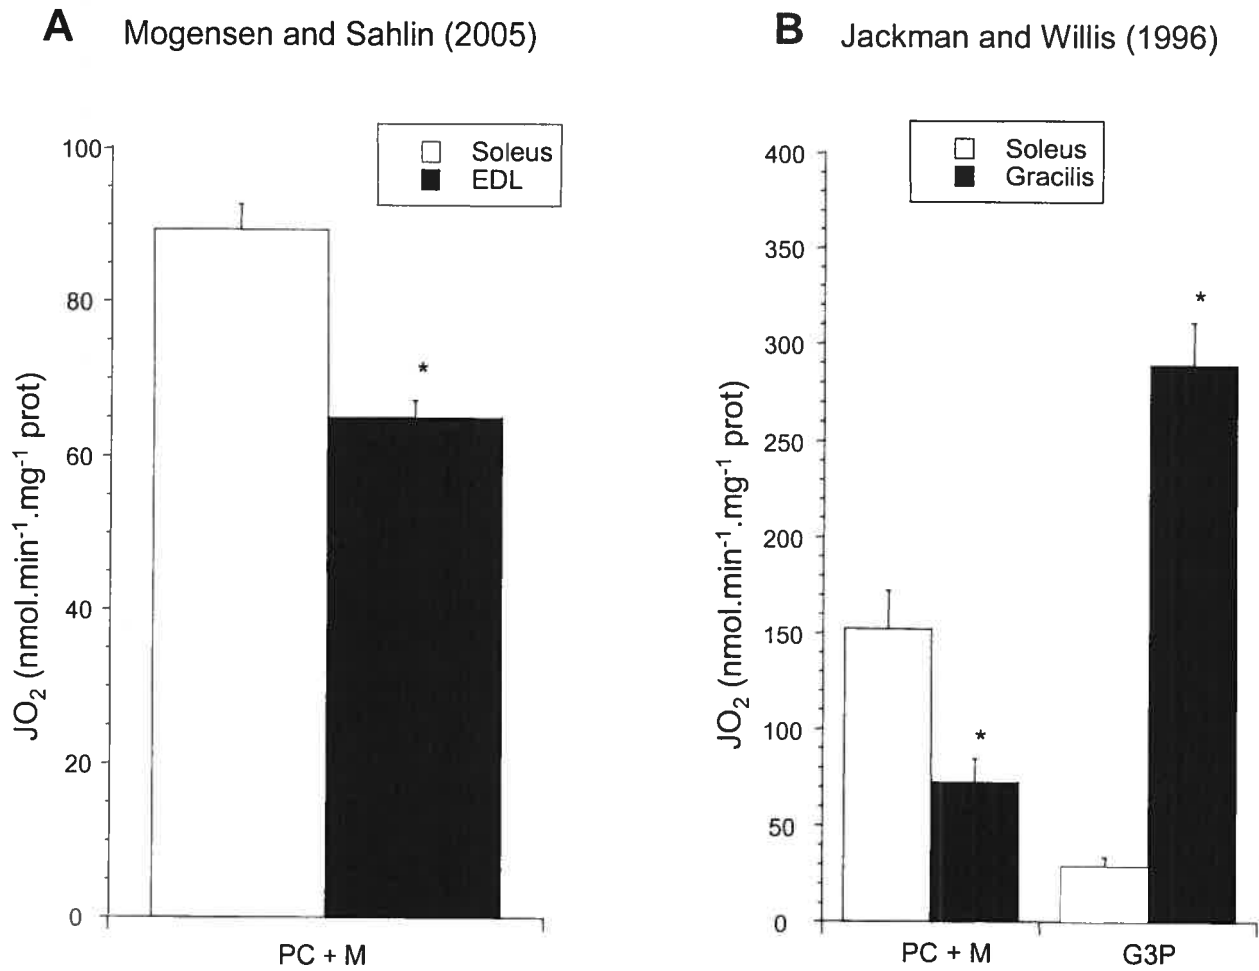 A Mogensen and Sahlin (2005)
Soleus
EDL
100
80
60
40
20
0
JO2 (nmol.min-1.mg-1 prot)
*
PC + M
B Jackman and Willis (1996)
Soleus
Gracilis
400
350
300
250
200
150
100
50
0
JO2 (nmol.min-1.mg-1 prot)
*
*
PC + M
G3P